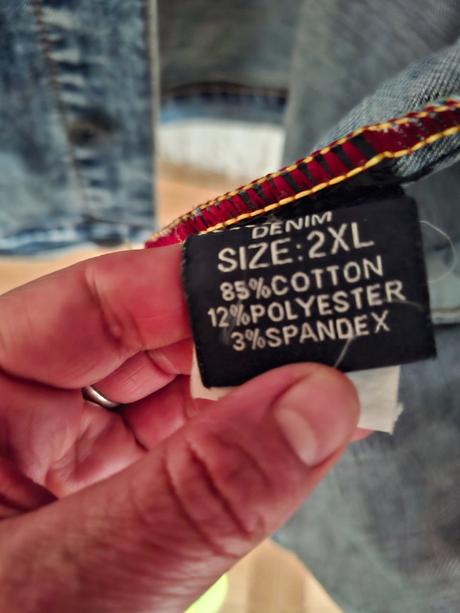 DENIM
SIZE:2XL
85%COTTON
12%POLYESTER
3%SPANDEX